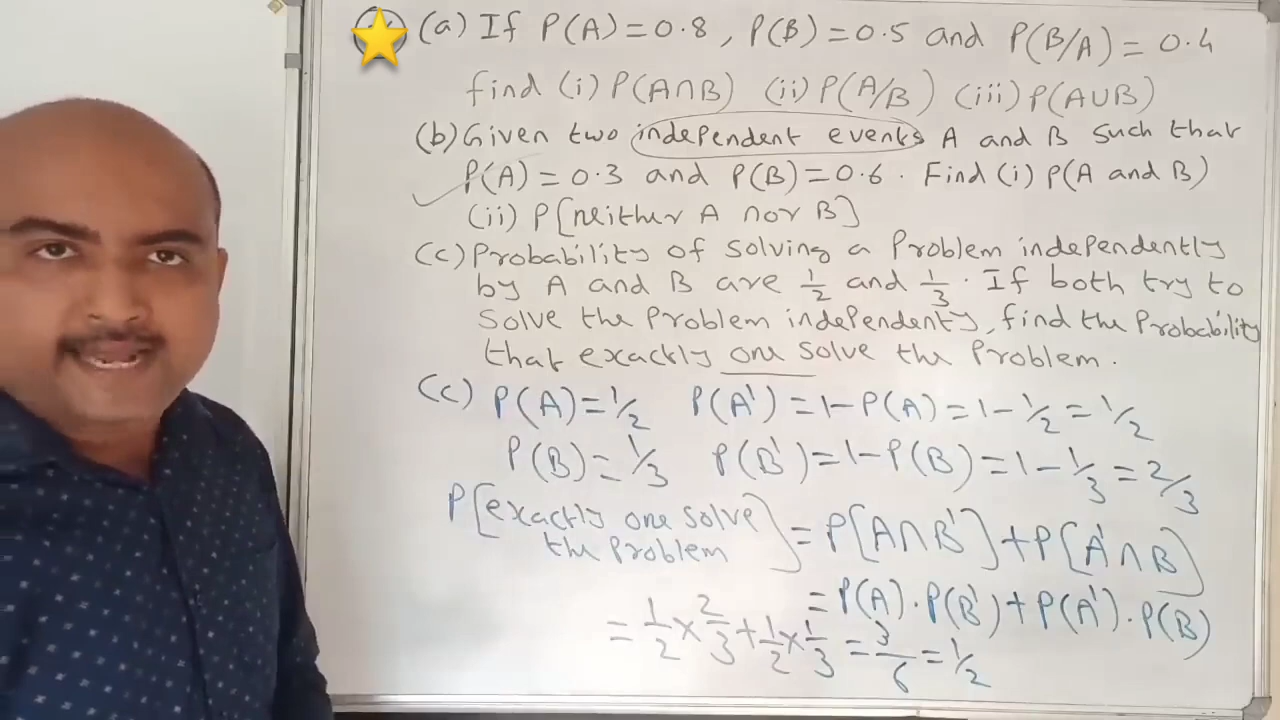 (a) If P(A)=0.8, P(B)=0.5 and P(B/A)=0.4
find (i) P(A∩B) (ii) P(A/B) (iii) P(A∪B)
(b) Given two independent events A and B such that
P(A)=0.3 and P(B)=0.6. Find (i) P(A and B)
(ii) P[neither A nor B]
(c) Probability of solving a Problem independently
by A and B are 1/2 and 1/3. If both try to
solve the Problem independenty, find the Probability
that exactly one solve the Problem.
(c) P(A)=1/2 P(A')=1-P(A)=1-1/2=1/2
P(B)=1/3 P(B')=1-P(B)=1-1/3=2/3
P[exactly one solve the Problem]=P[A∩B']+P[A'∩B]
=P(A).P(B')+P(A').P(B)
=1/2×2/3+1/2×1/3=3/6=1/2